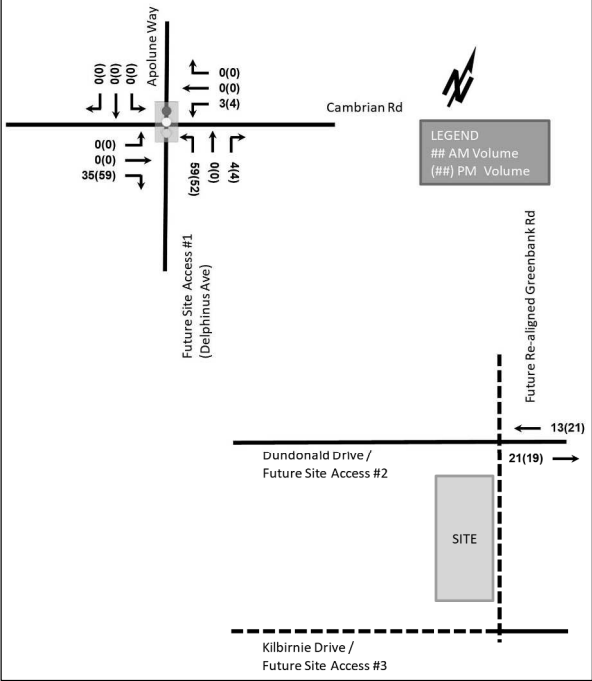 Apolune Way
0(0)
0(0)
0(0)
0(0)
0(0)
3(4)
Cambrian Rd
0(0)
0(0)
35(59)
59(52)
0(0)
4(4)
N
LEGEND
## AM Volume
(##) PM Volume
Future Site Access #1
(Delphinus Ave)
Future Re-aligned Greenbank Rd
13(21)
21(19)
Dundonald Drive /
Future Site Access #2
SITE
Kilbirnie Drive /
Future Site Access #3